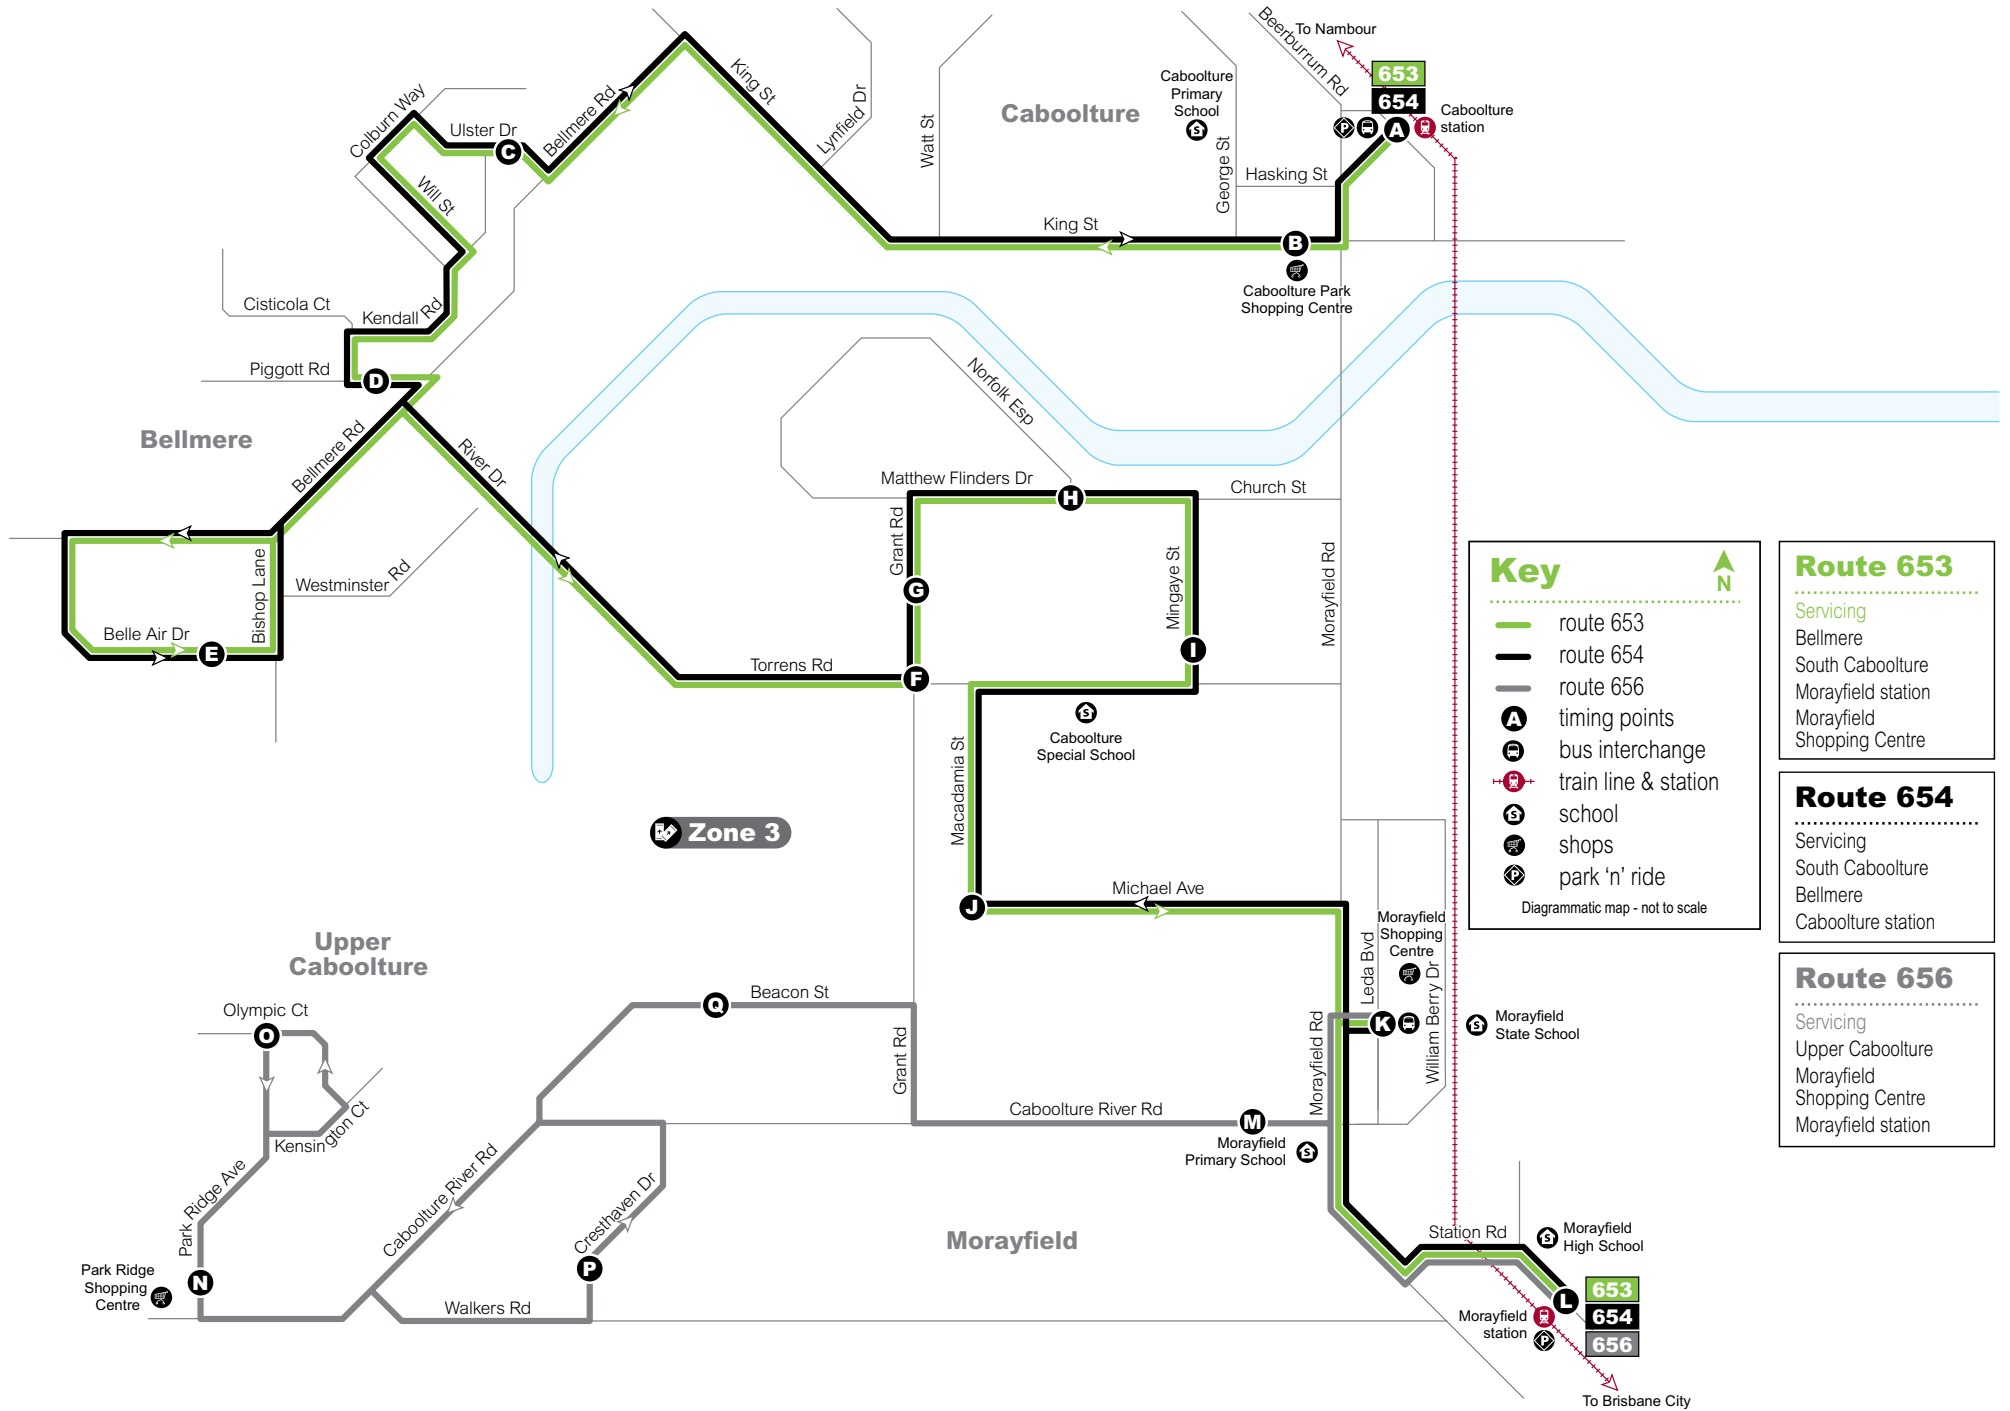 To Nambour
Beerburrum Rd
653
654
Caboolture
station
A
Caboolture
Primary
School
Caboolture
King St
Lynfield Dr
Watt St
George St
Hasking St
King St
B
Caboolture Park
Shopping Centre
Bellmere Rd
Colburn Way
Ulster Dr
C
Will St
Cisticola Ct
Kendall Rd
Piggott Rd
D
Bellmere
Bellmere Rd
River Dr
Norfolk Esp
Matthew Flinders Dr
H
Church St
Grant Rd
G
Mingaye St
Morayfield Rd
Bishop Lane
Westminster Rd
Belle Air Dr
E
Torrens Rd
F
I
Caboolture
Special School
Macadamia St
Zone 3
Michael Ave
J
Morayfield
Shopping
Centre
Leda Bvd
William Berry Dr
K
Morayfield Rd
Morayfield
State School
Upper
Caboolture
Olympic Ct
O
Kensington Ct
Park Ridge Ave
N
Park Ridge
Shopping
Centre
Q
Beacon St
Grant Rd
Caboolture River Rd
M
Morayfield
Primary School
Caboolture River Rd
Cresthaven Dr
P
Walkers Rd
Morayfield
Station Rd
Morayfield
High School
L
653
654
656
Morayfield
station
To Brisbane City
Key
N
route 653
route 654
route 656
A timing points
bus interchange
train line & station
school
shops
park ‘n’ ride
Diagrammatic map - not to scale
Route 653
Servicing
Bellmere
South Caboolture
Morayfield station
Morayfield
Shopping Centre
Route 654
Servicing
South Caboolture
Bellmere
Caboolture station
Route 656
Servicing
Upper Caboolture
Morayfield
Shopping Centre
Morayfield station